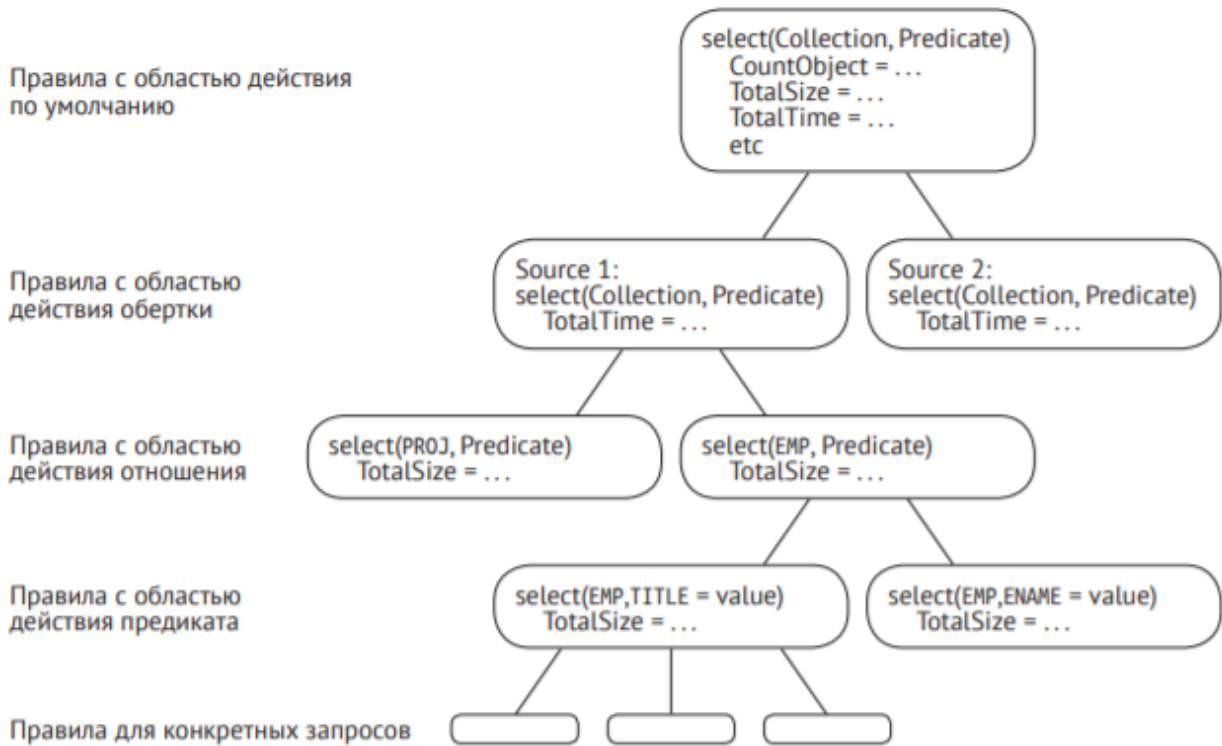 Правила с областью действия
по умолчанию
select(Collection, Predicate)
CountObject = ...
TotalSize = ...
TotalTime = ...
etc
Правила с областью
действия обертки
Source 1:
select(Collection, Predicate)
TotalTime = ...
Source 2:
select(Collection, Predicate)
TotalTime = ...
Правила с областью
действия отношения
select(PROJ, Predicate)
TotalSize = ...
select(EMP, Predicate)
TotalSize = ...
Правила с областью
действия предиката
select(EMP,TITLE = value)
TotalSize = ...
select(EMP,ENAME = value)
TotalSize = ...
Правила для конкретных запросов